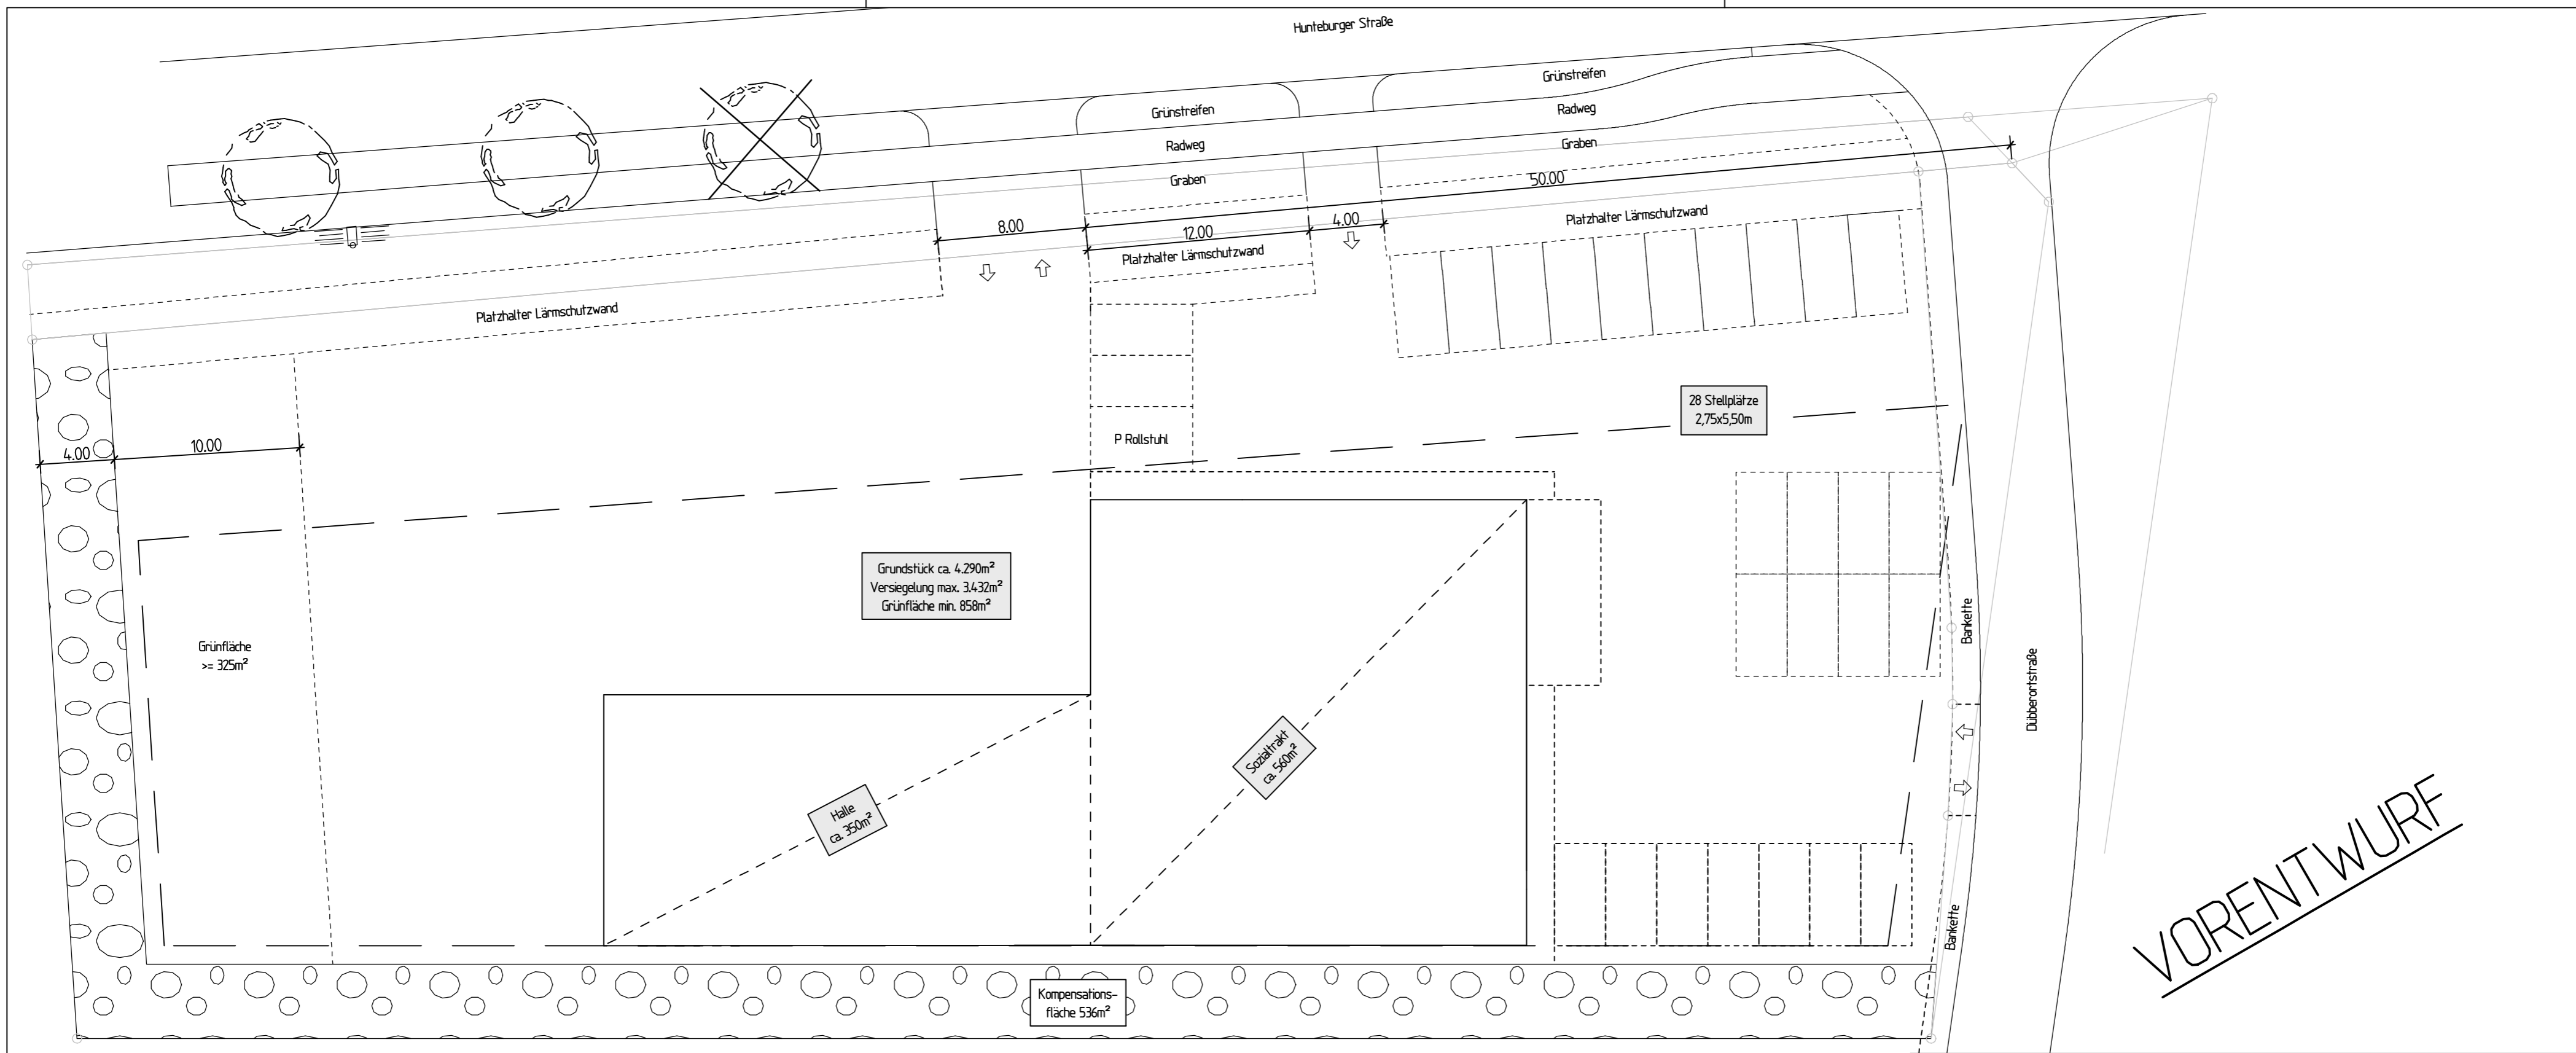 Hunteburger Straße
Grünstreifen
Grünstreifen
Radweg
Radweg
Graben
Graben
50.00
8.00
12.00
4.00
Platzhalter Lärmschutzwand
Platzhalter Lärmschutzwand
Platzhalter Lärmschutzwand
28 Stellplätze
2,75x5,50m
P Rollstuhl
4.00
10.00
Grundstück ca. 4.290m²
Versiegelung max. 3.432m²
Grünfläche min. 858m²
Grünfläche
>= 325m²
Bankette
Dübberortstraße
Sozialtrakt
ca. 560m²
Halle
ca. 350m²
Bankette
Kompensations-
fläche 536m²
VORENTWURF